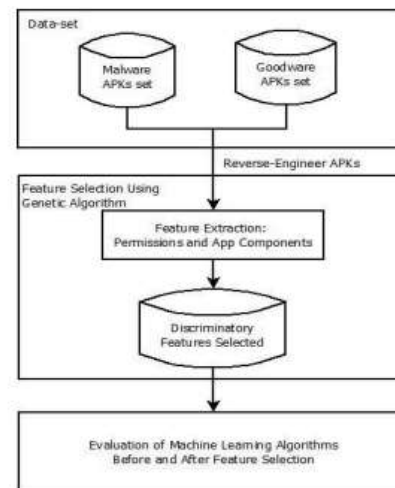 Data-set
Malware
APKs set
Goodware
APKs set
Reverse-Engineer APKs
Feature Selection Using
Genetic Algorithm
Feature Extraction:
Permissions and App Components
Discriminatory
Features Selected
Evaluation of Machine Learning Algorithms
Before and After Feature Selection